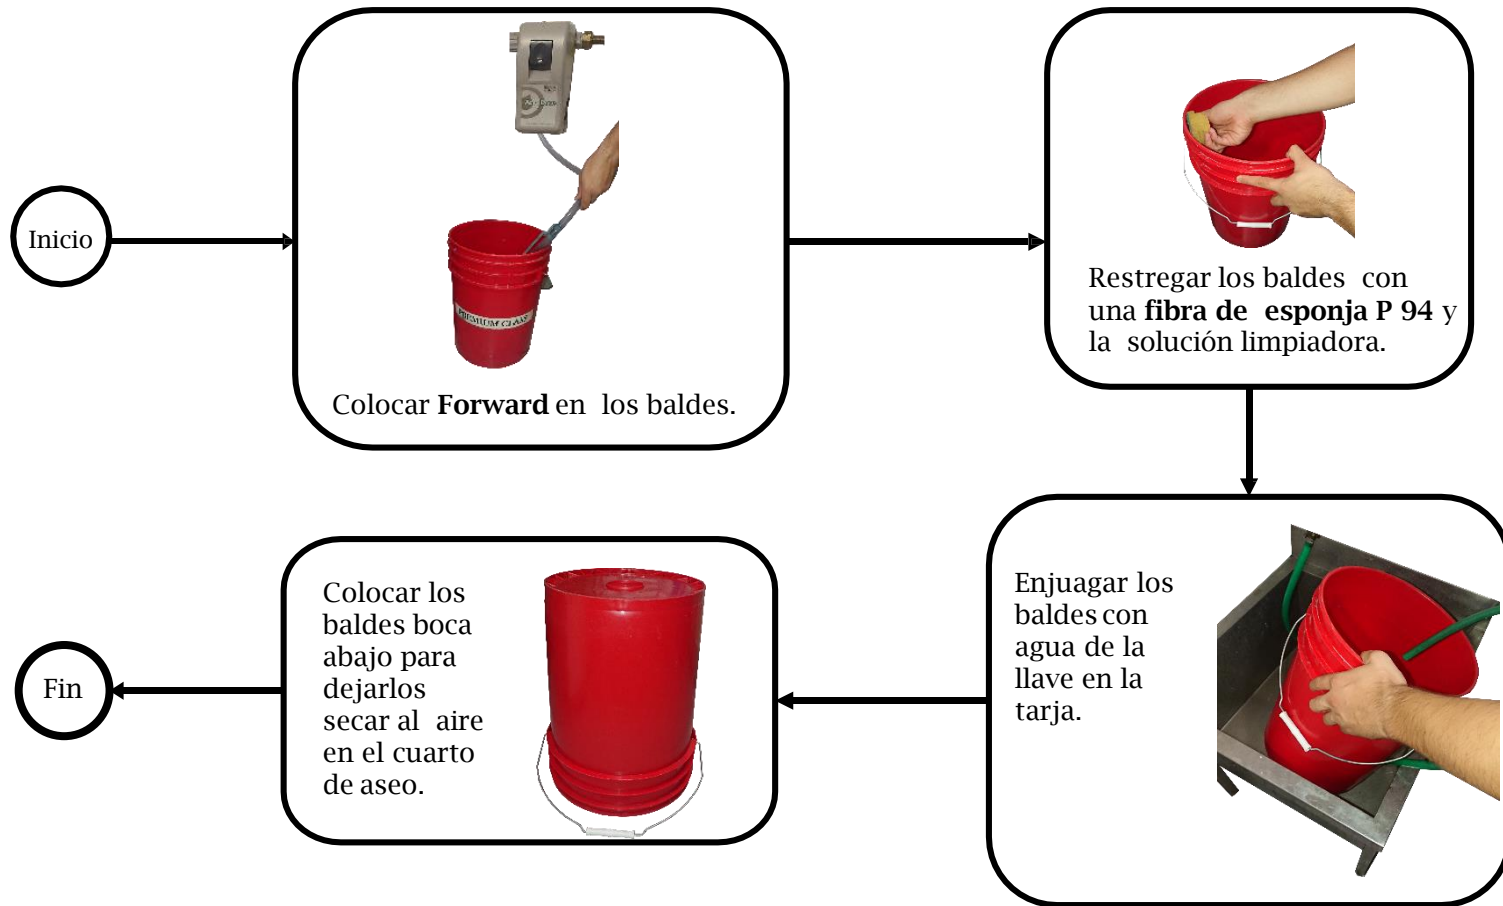 Inicio
Colocar Forward en los baldes.
PREMIUM CLASS
Restregar los baldes con
una fibra de esponja P 94 y
la solución limpiadora.
Enjuagar los
baldes con
agua de la
llave en la
tarja.
Colocar los
baldes boca
abajo para
dejarlos
secar al aire
en el cuarto
de aseo.
Fin